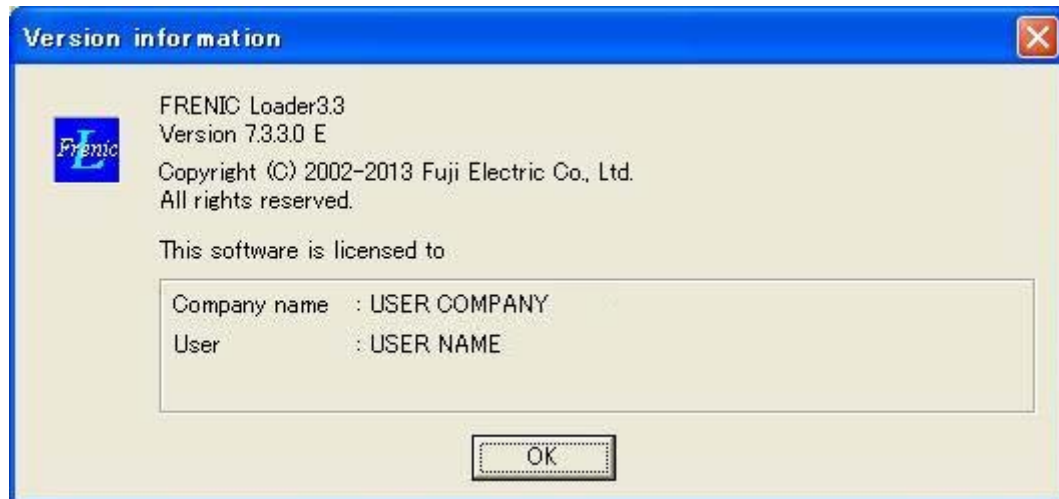 Version information
FRENIC Loader3.3
Version 7.3.3.0 E
Frenic
L
Copyright (C) 2002-2013 Fuji Electric Co., Ltd.
All rights reserved.
This software is licensed to
Company name : USER COMPANY
User : USER NAME
OK